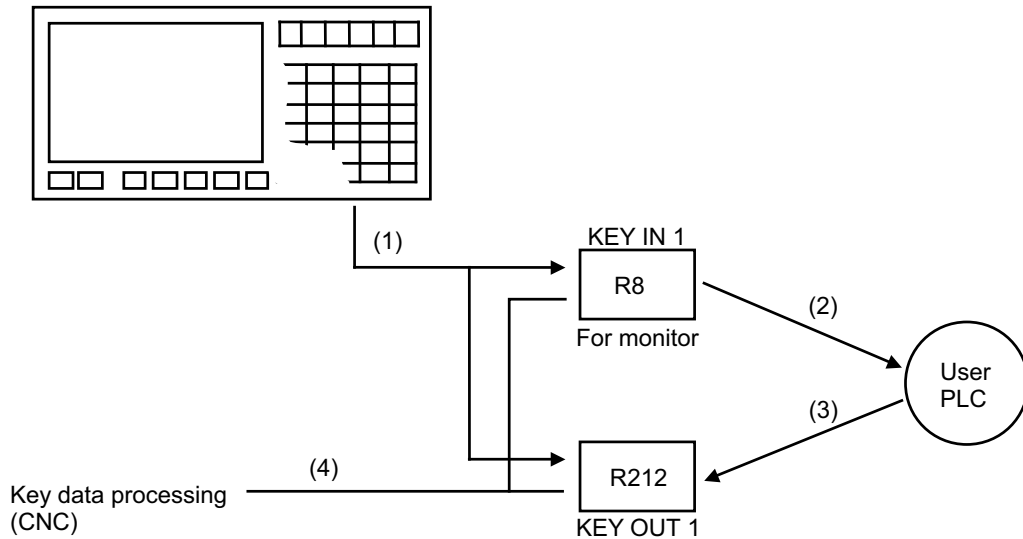 (1)
KEY IN 1
R8
For monitor
(2)
User
PLC
(3)
R212
KEY OUT 1
(4)
Key data processing
(CNC)